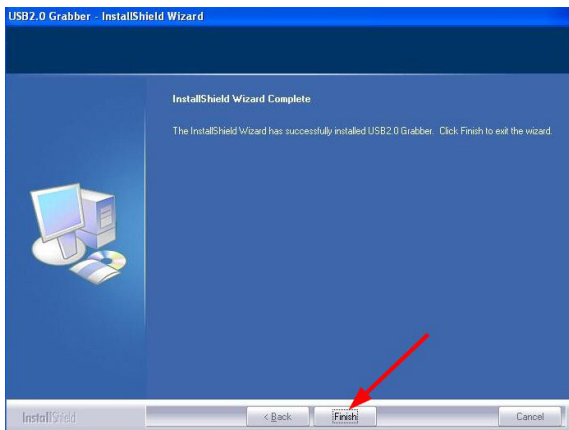 USB2.0 Grabber - InstallShield Wizard
InstallShield Wizard Complete
The InstallShield Wizard has successfully installed USB2.0 Grabber. Click Finish to exit the wizard.
InstallShield
< Back
Finish
Cancel